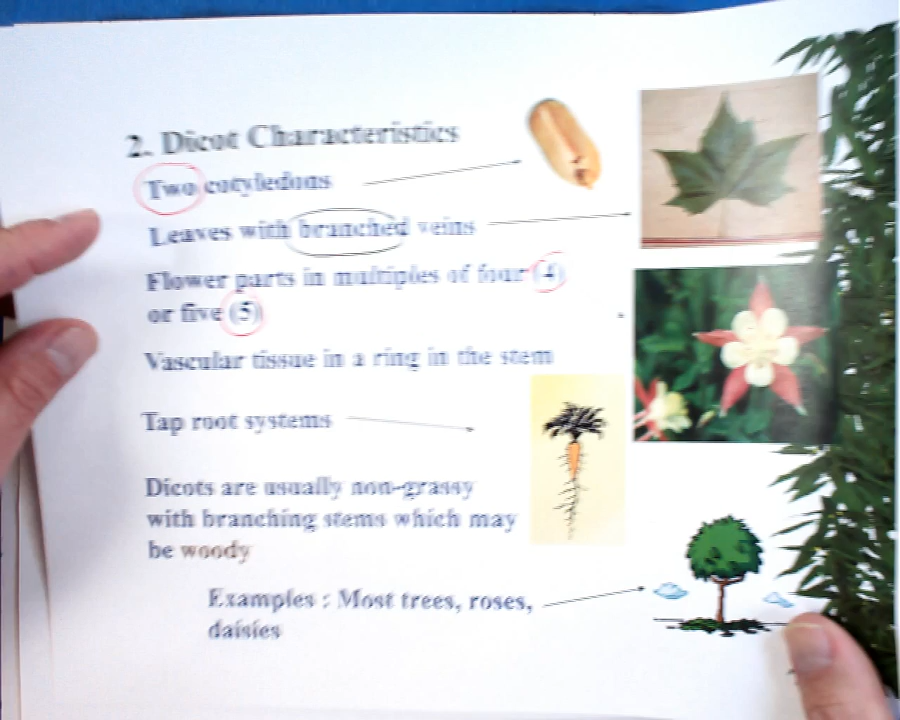 2. Dicot Characteristics
Two cotyledons
Leaves with branched veins
Flower parts in multiples of four (4)
or five (5)
Vascular tissue in a ring in the stem
Tap root systems
Dicots are usually non-grassy
with branching stems which may
be woody
Examples : Most trees, roses,
daisies